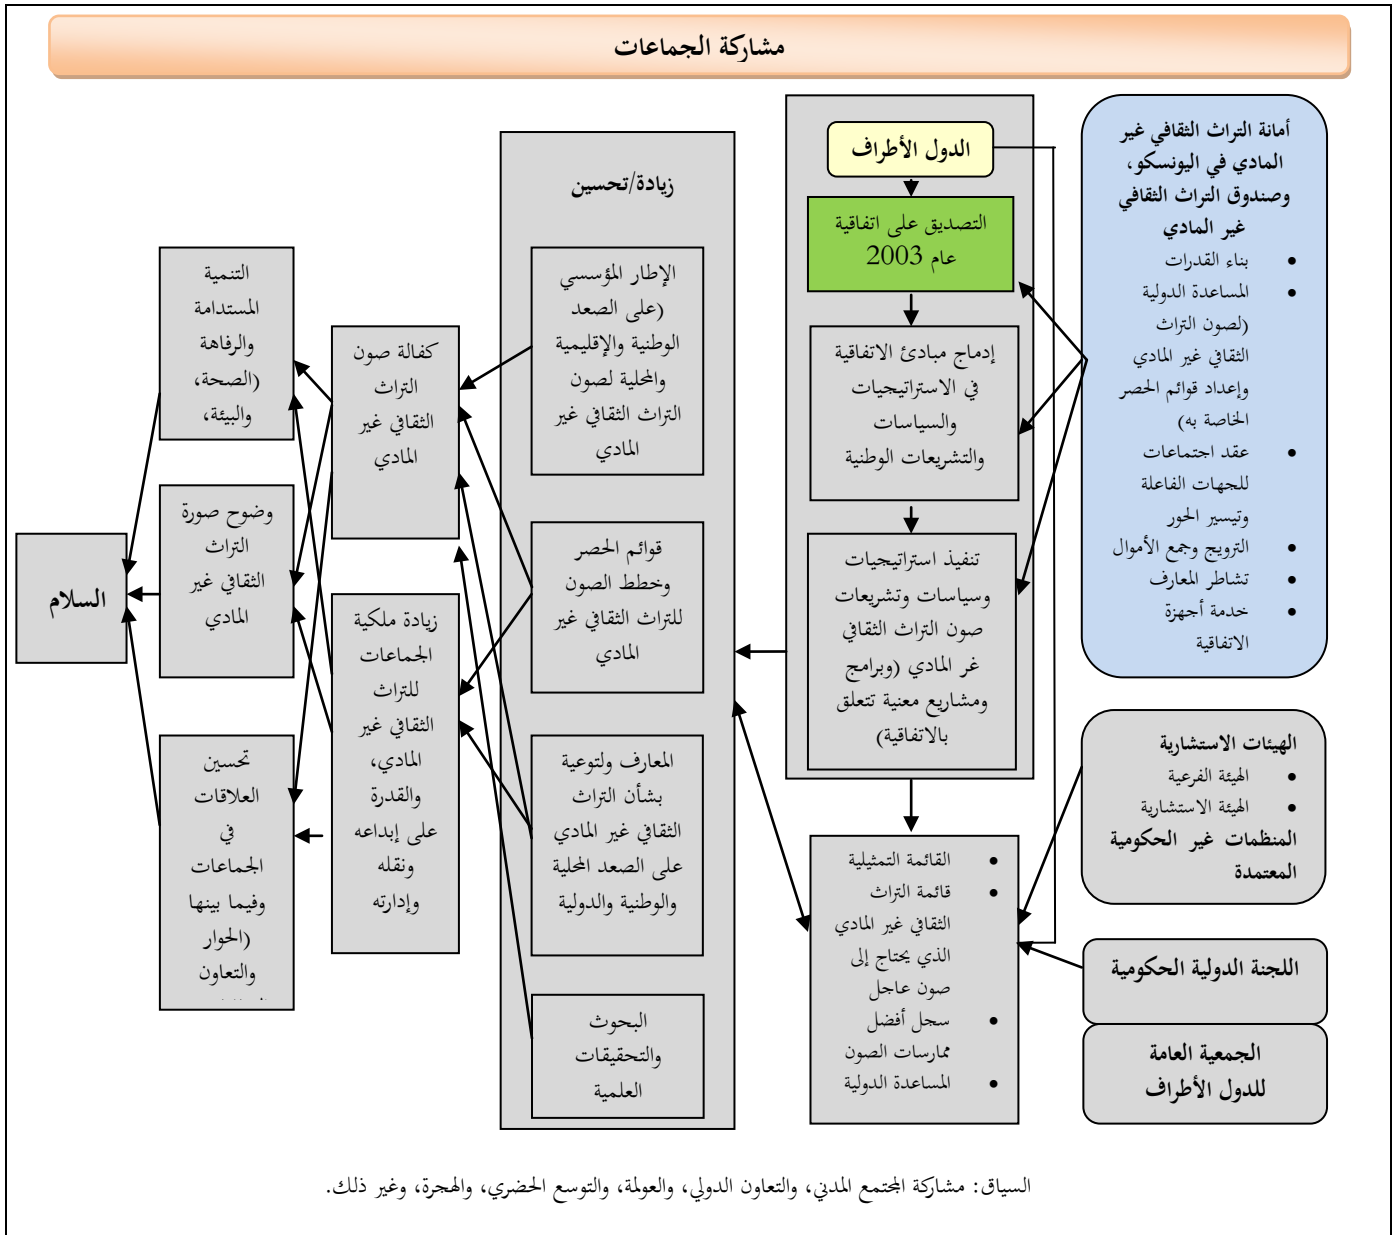 مشاركة الجماعات
أمانة التراث الثقافي غير
المادي في اليونسكو،
وصندوق التراث الثقافي
غير المادي
• بناء القدرات
• المساعدة الدولية
(لصون التراث
الثقافي غير المادي
وإعداد قوائم الحصر
الخاصة به)
• عقد اجتماعات
للجهات الفاعلة
وتيسير الحور
• الترويج وجمع الأموال
• تشاطر المعارف
• خدمة أجهزة
الاتفاقية
الهيئات الاستشارية
• الهيئة الفرعية
• الهيئة الاستشارية
المنظمات غير الحكومية
المعتمدة
اللجنة الدولية الحكومية
الجمعية العامة
للدول الأطراف
الدول الأطراف
التصديق على اتفاقية
عام 2003
إدماج مبادئ الاتفاقية
في الاستراتيجيات
والسياسات
والتشريعات الوطنية
تنفيذ استراتيجيات
وسياسات وتشريعات
صون التراث الثقافي
غر المادي (وبرامج
ومشاريع معنية تتعلق
بالاتفاقية)
• القائمة التمثيلية
• قائمة التراث
الثقافي غير المادي
الذي يحتاج إلى
صون عاجل
• سجل أفضل
ممارسات الصون
• المساعدة الدولية
زيادة/تحسين
الإطار المؤسسي
(على الصعد
الوطنية والإقليمية
والمحلية لصون
التراث الثقافي غير
المادي
قوائم الحصر
وخطط الصون
للتراث الثقافي غير
المادي
المعارف ولتوعية
بشأن التراث
الثقافي غير المادي
على الصعد المحلية
والوطنية والدولية
البحوث
والتحقيقات
العلمية
كفالة صون
التراث
الثقافي غير
المادي
زيادة ملكية
الجماعات
للتراث
الثقافي غير
المادي،
والقدرة
على إبداعه
ونقله
وإدارته
التنمية
المستدامة
والرفاهة
(الصحة،
والبيئة،
وضوح صورة
التراث
الثقافي غير
المادي
تحسين
العلاقات
في
الجماعات
وفيما بينها
(الحوار
والتعاون
السلام
السياق: مشاركة المجتمع المدني، والتعاون الدولي، والعولمة، والتوسع الحضري، والهجرة، وغير ذلك.